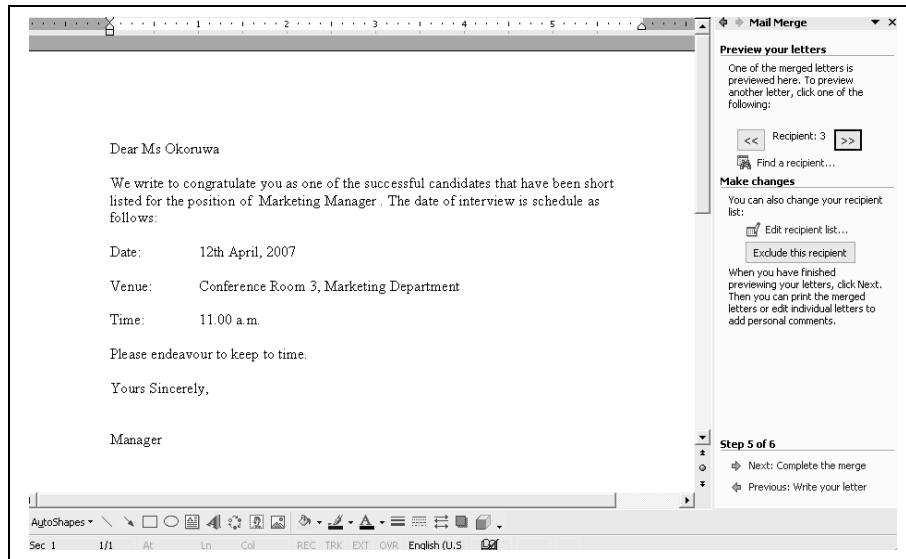 1 2 3 4 5
Dear Ms Okoruwa
We write to congratulate you as one of the successful candidates that have been short
listed for the position of Marketing Manager . The date of interview is schedule as
follows:
Date: 12th April, 2007
Venue: Conference Room 3, Marketing Department
Time: 11.00 a.m.
Please endeavour to keep to time.
Yours Sincerely,
Manager
Mail Merge
Preview your letters
One of the merged letters is
previewed here. To preview
another letter, click one of the
following:
<< Recipient: 3 >>
Find a recipient...
Make changes
You can also change your recipient
list:
Edit recipient list...
Exclude this recipient
When you have finished
previewing your letters, click Next.
Then you can print the merged
letters or edit individual letters to
add personal comments.
Step 5 of 6
Next: Complete the merge
Previous: Write your letter
AutoShapes
Sec 1 1/1 At Ln Col REC TRK EXT OVR English (U.S